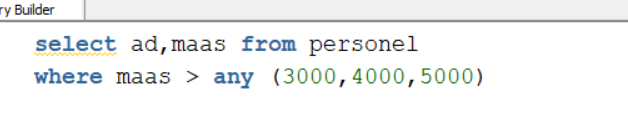 ry Builder
select ad,maas from personel
where maas > any (3000,4000,5000)